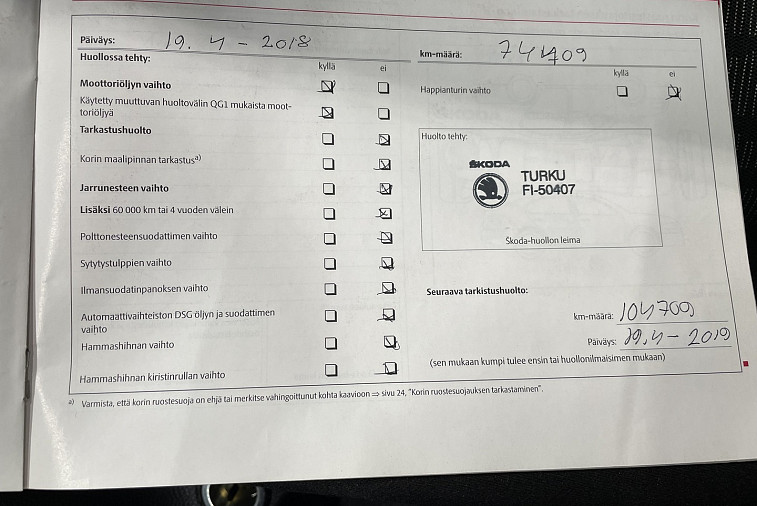 Päiväys: 19.4-2018
km-määrä: 74409
Huollossa tehty:
kyllä ei
kyllä ei
Moottoriöljyn vaihto
Happianturin vaihto
Käytetty muuttuvan huoltovälin QG1 mukaista moot-
toriöljyä
Tarkastushuolto
Huolto tehty:
Korin maalipinnan tarkastus a)
ŠKODA
TURKU
FI-50407
Jarrunesteen vaihto
Lisäksi 60 000 km tai 4 vuoden välein
Polttonesteensuodattimen vaihto
Skoda-huollon leima
Sytytystulppien vaihto
Ilmansuodatinpanoksen vaihto
Seuraava tarkistushuolto:
Automaattivaihteiston DSG öljyn ja suodattimen
vaihto
km-määrä: 104709
Päiväys: 19.4-2019
Hammashihnan vaihto
(sen mukaan kumpi tulee ensin tai huollonilmaisimen mukaan)
Hammashihnan kiristinrullan vaihto
a) Varmista, että korin ruostesuoja on ehjä tai merkitse vahingoittunut kohta kaavioon ⇒ sivu 24, "Korin ruostesuojauksen tarkastaminen".